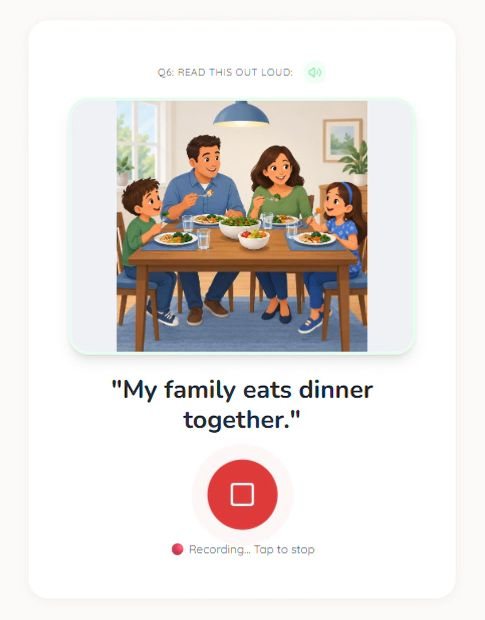 Q6: READ THIS OUT LOUD:
"My family eats dinner
together."
Recording... Tap to stop